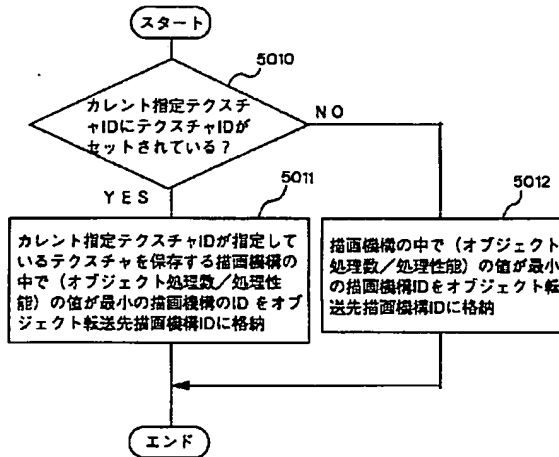 スタート
5010
カレント指定テクスチ
ャIDにテクスチャIDが
セットされている？
NO
YES
5011
カレント指定テクスチャIDが指定して
いるテクスチャを保存する描画機構の
中で（オブジェクト処理数／処理性
能）の値が最小の描画機構のID をオブ
ジェクト転送先描画機構IDに格納
5012
描画機構の中で（オブジェクト
処理数／処理性能）の値が最小
の描画機構IDをオブジェクト転
送先描画機構IDに格納
エンド